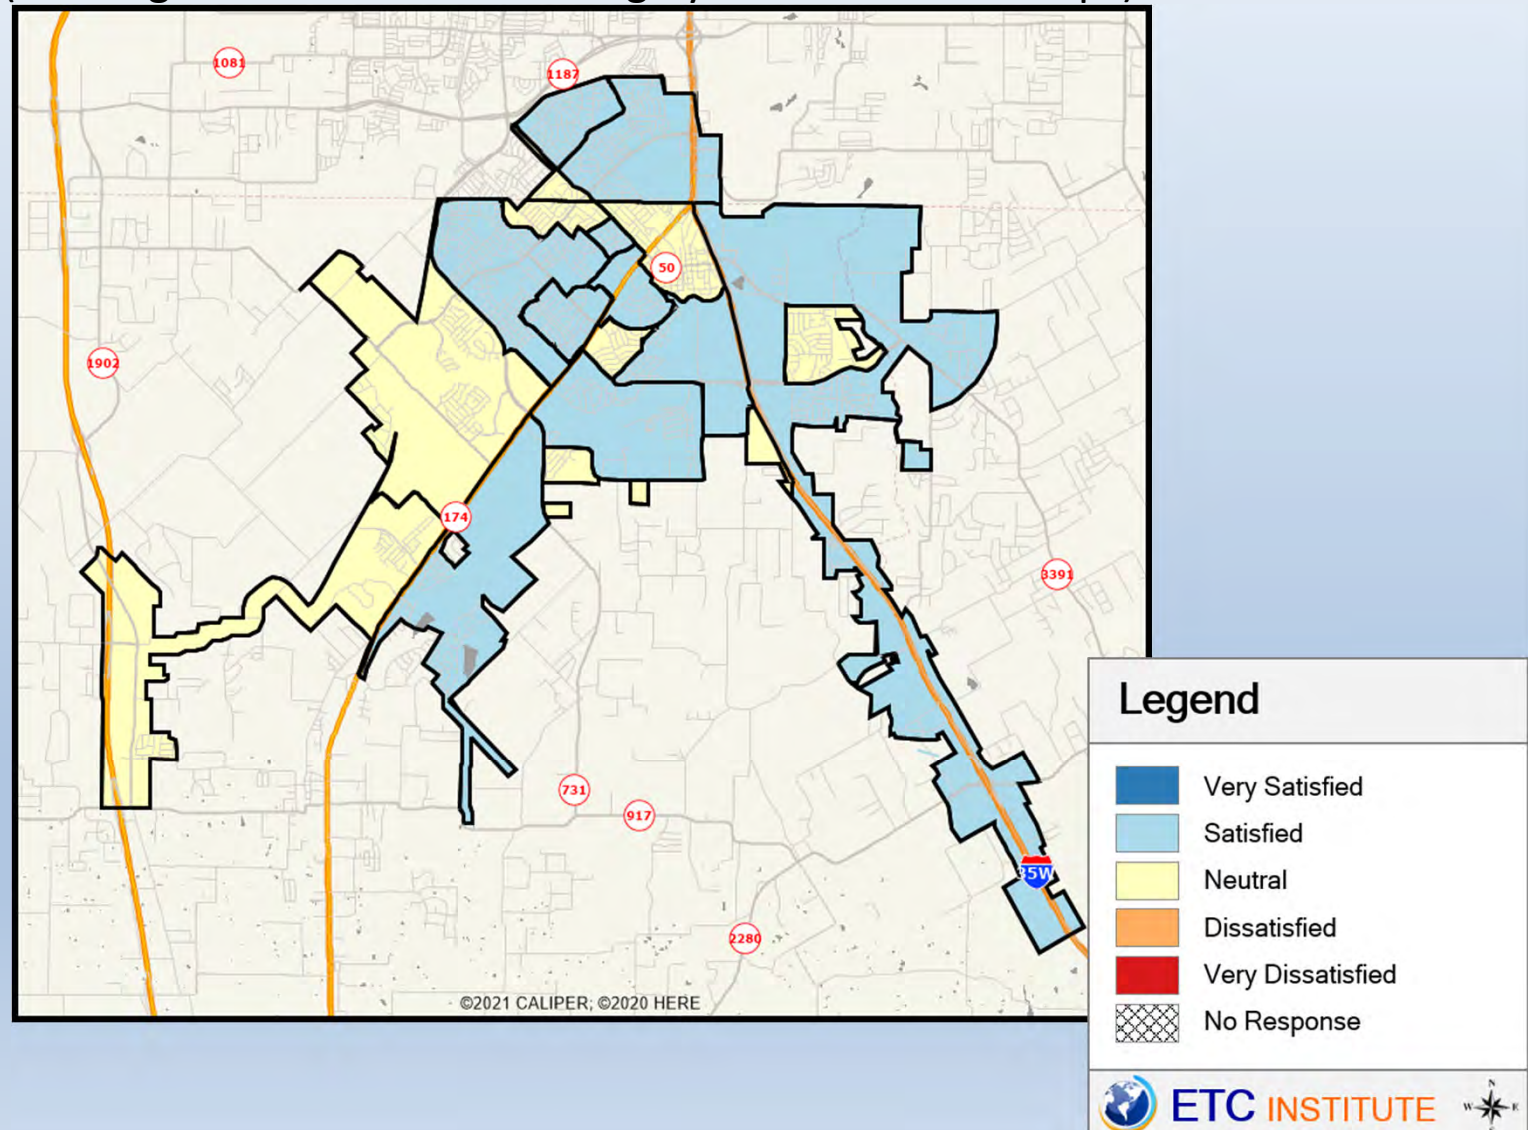 1081
1187
50
1902
174
3391
731
917
35W
2280
©2021 CALIPER; ©2020 HERE
Legend
Very Satisfied
Satisfied
Neutral
Dissatisfied
Very Dissatisfied
No Response
ETC INSTITUTE
N
W E